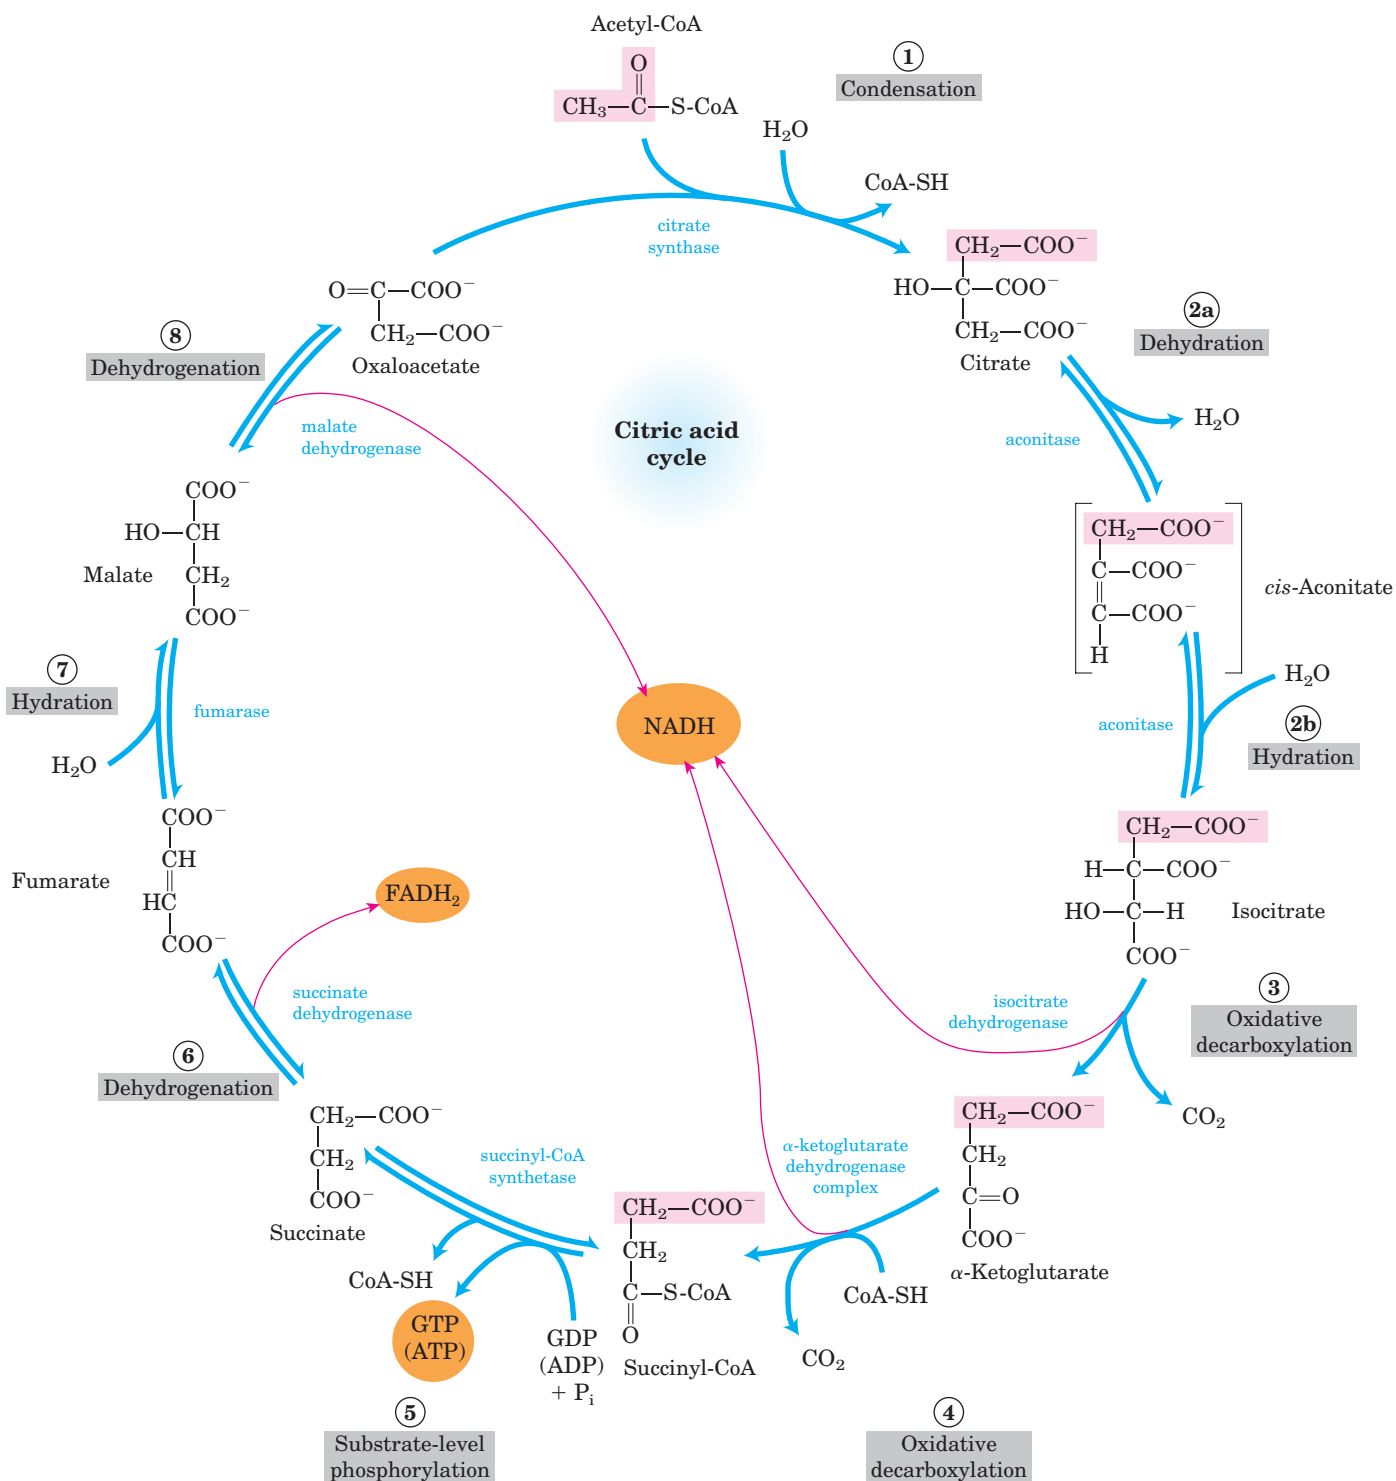 Acetyl-CoA
O
CH₃—C—S-CoA
1
Condensation
H₂O
CoA-SH
citrate
synthase
CH₂—COO⁻
HO—C—COO⁻
CH₂—COO⁻
Citrate
2a
Dehydration
H₂O
aconitase
CH₂—COO⁻
C—COO⁻
C—COO⁻
H
cis-Aconitate
H₂O
aconitase
2b
Hydration
CH₂—COO⁻
H—C—COO⁻
HO—C—H
COO⁻
Isocitrate
isocitrate
dehydrogenase
3
Oxidative
decarboxylation
CO₂
CH₂—COO⁻
CH₂
C=O
COO⁻
α-Ketoglutarate
α-ketoglutarate
dehydrogenase
complex
CoA-SH
CO₂
4
Oxidative
decarboxylation
CH₂—COO⁻
CH₂
C—S-CoA
O
Succinyl-CoA
succinyl-CoA
synthetase
GDP
(ADP)
+ Pᵢ
GTP
(ATP)
CoA-SH
5
Substrate-level
phosphorylation
CH₂—COO⁻
CH₂
COO⁻
Succinate
succinate
dehydrogenase
FADH₂
6
Dehydrogenation
COO⁻
CH
HC
COO⁻
Fumarate
fumarase
H₂O
7
Hydration
COO⁻
HO—CH
CH₂
COO⁻
Malate
malate
dehydrogenase
8
Dehydrogenation
O=C—COO⁻
CH₂—COO⁻
Oxaloacetate
Citric acid
cycle
NADH